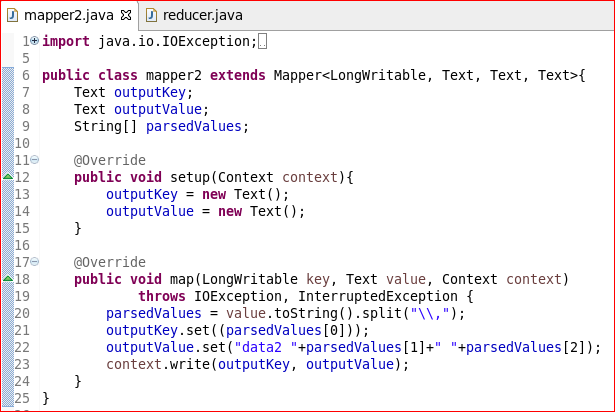 mapper2.java reducer.java
1 import java.io.IOException;
5
6 public class mapper2 extends Mapper<LongWritable, Text, Text, Text>{
7 Text outputKey;
8 Text outputValue;
9 String[] parsedValues;
10
11 @Override
12 public void setup(Context context){
13 outputKey = new Text();
14 outputValue = new Text();
15 }
16
17 @Override
18 public void map(LongWritable key, Text value, Context context)
19 throws IOException, InterruptedException {
20 parsedValues = value.toString().split("\\,");
21 outputKey.set((parsedValues[0]));
22 outputValue.set("data2 "+parsedValues[1]+" "+parsedValues[2]);
23 context.write(outputKey, outputValue);
24 }
25 }